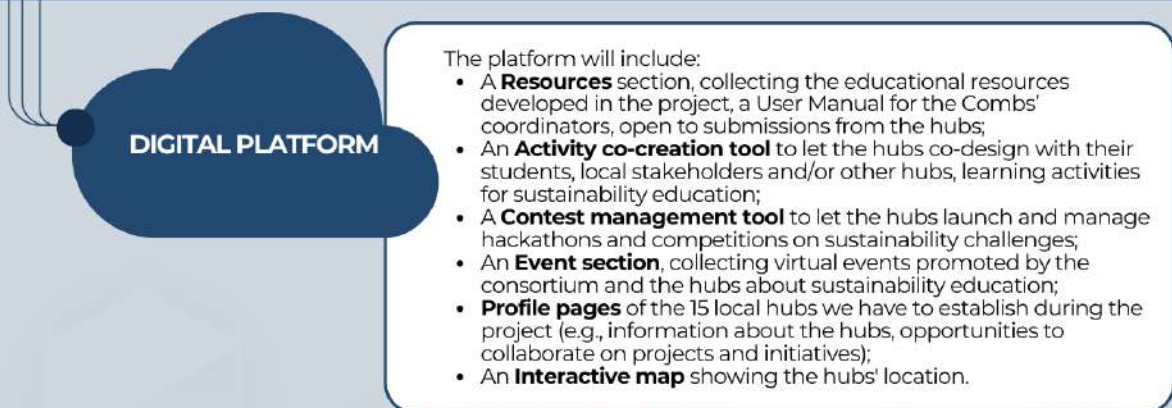 DIGITAL PLATFORM
The platform will include:
• A Resources section, collecting the educational resources
developed in the project, a User Manual for the Combs'
coordinators, open to submissions from the hubs;
• An Activity co-creation tool to let the hubs co-design with their
students, local stakeholders and/or other hubs, learning activities
for sustainability education;
• A Contest management tool to let the hubs launch and manage
hackathons and competitions on sustainability challenges;
• An Event section, collecting virtual events promoted by the
consortium and the hubs about sustainability education;
• Profile pages of the 15 local hubs we have to establish during the
project (e.g., information about the hubs, opportunities to
collaborate on projects and initiatives);
• An Interactive map showing the hubs' location.